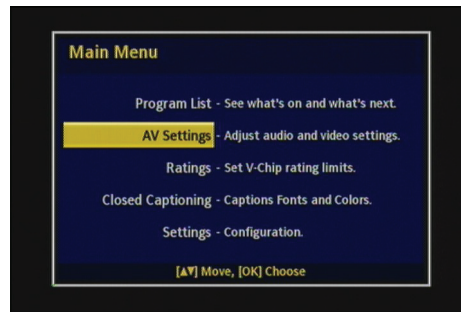 Main Menu
Program List - See what's on and what's next.
AV Settings - Adjust audio and video settings.
Ratings - Set V-Chip rating limits.
Closed Captioning - Captions Fonts and Colors.
Settings - Configuration.
[▲▼] Move, [OK] Choose